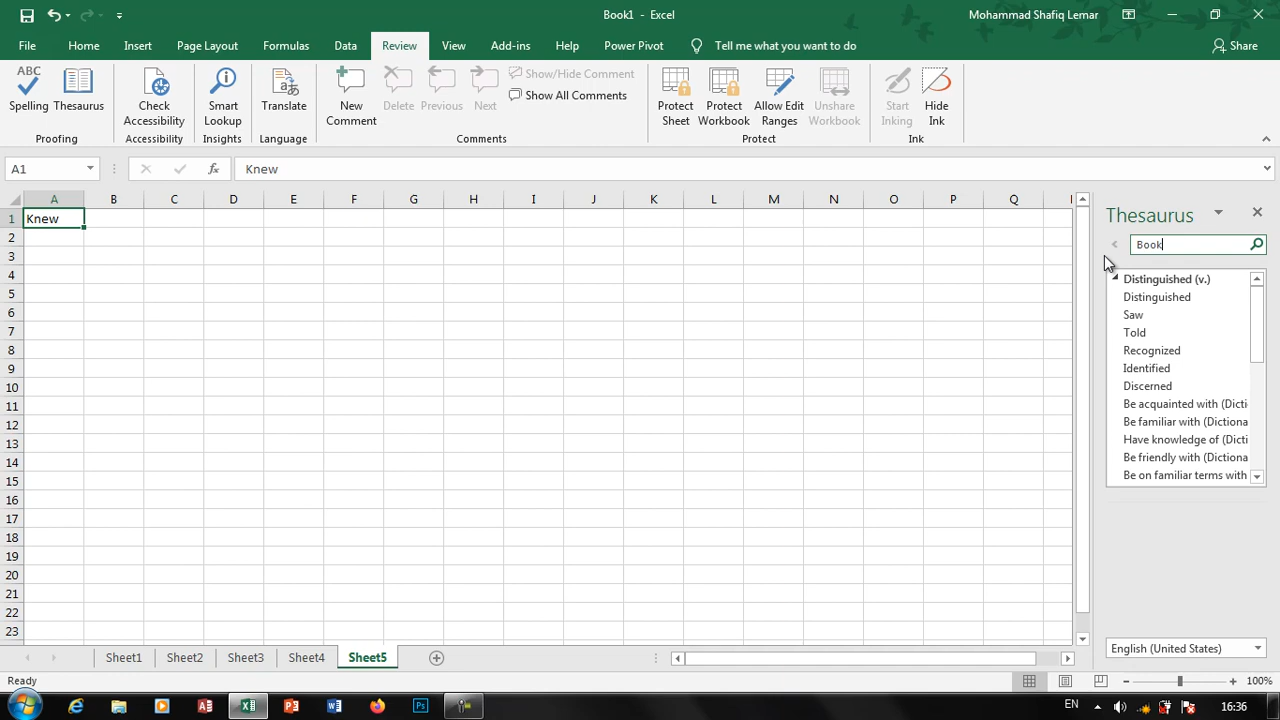 Book1 - Excel
Mohammad Shafiq Lemar
File Home Insert Page Layout Formulas Data Review View Add-ins Help Power Pivot Tell me what you want to do Share
ABC
Spelling Thesaurus
Proofing
Check Accessibility
Accessibility
Smart Lookup
Insights
Translate
Language
New Comment
Delete Previous Next
Show/Hide Comment
Show All Comments
Comments
Protect Sheet
Protect Workbook
Allow Edit Ranges
Unshare Workbook
Protect
Start Inking
Hide Ink
Ink
A1 fx Knew
A B C D E F G H I J K L M N O P Q
1 Knew
2
3
4
5
6
7
8
9
10
11
12
13
14
15
16
17
18
19
20
21
22
23
Thesaurus
Book
Distinguished (v.)
Distinguished
Saw
Told
Recognized
Identified
Discerned
Be acquainted with (Dicti
Be familiar with (Dictiona
Have knowledge of (Dicti
Be friendly with (Dictiona
Be on familiar terms with
English (United States)
Sheet1 Sheet2 Sheet3 Sheet4 Sheet5
Ready
100%
EN 16:36